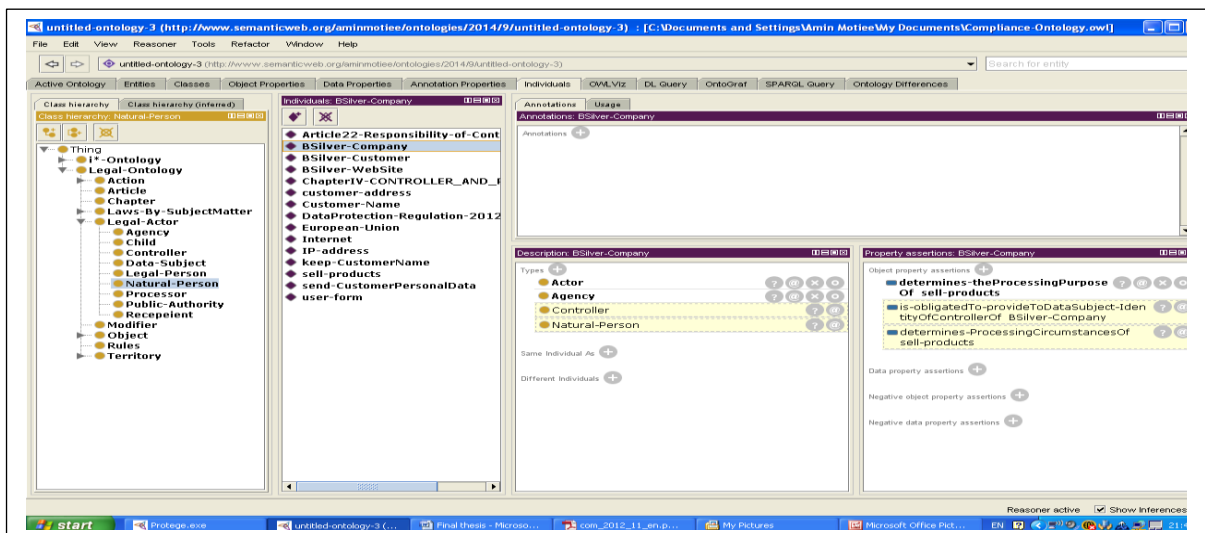 untitled-ontology-3 (http://www.semanticweb.org/aminmotiee/ontologies/2014/9/untitled-ontology-3) : [C:\Documents and Settings\Amin Motiee\My Documents\Compliance-Ontology.owl]
File Edit View Reasoner Tools Refactor Window Help
untitled-ontology-3 (http://www.semanticweb.org/aminmotiee/ontologies/2014/9/untitled-ontology-3)
Search for entity
Active Ontology Entities Classes Object Properties Data Properties Annotation Properties Individuals OWLViz DL Query OntoGraf SPARQL Query Ontology Differences
Class hierarchy Class hierarchy (inferred)
Class hierarchy: Natural-Person
Thing
i*-Ontology
Legal-Ontology
Action
Article
Chapter
Laws-By-SubjectMatter
Legal-Actor
Agency
Child
Controller
Data-Subject
Legal-Person
Natural-Person
Processor
Public-Authority
Recepeient
Modifier
Object
Rules
Territory
Individuals: BSilver-Company
Article22-Responsibility-of-Cont
BSilver-Company
BSilver-Customer
BSilver-WebSite
ChapterIV-CONTROLLER_AND_
customer-address
Customer-Name
DataProtection-Regulation-2012
European-Union
Internet
IP-address
keep-CustomerName
sell-products
send-CustomerPersonalData
user-form
Annotations Usage
Annotations: BSilver-Company
Annotations
Description: BSilver-Company
Types
Actor
Agency
Controller
Natural-Person
Same Individual As
Different Individuals
Property assertions: BSilver-Company
Object property assertions
determines-theProcessingPurpose
Of sell-products
is-obligatedTo-provideToDataSubject-Iden
tityOfControllerOf BSilver-Company
determines-ProcessingCircumstancesOf
sell-products
Data property assertions
Negative object property assertions
Negative data property assertions
Reasoner active Show Inferences
start Protege.exe untitled-ontology-3 (... Final thesis - Microso... com_2012_11_en.p... My Pictures Microsoft Office Pict... EN